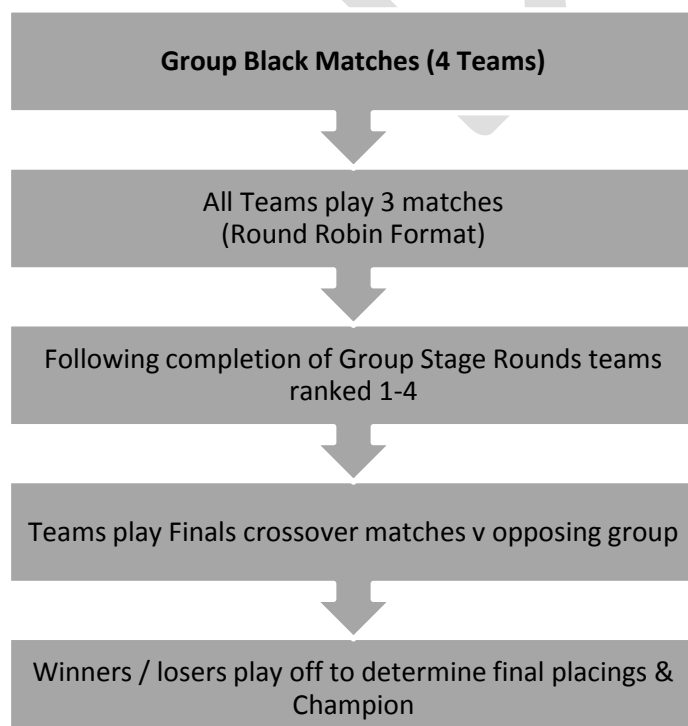 Group Black Matches (4 Teams)
All Teams play 3 matches
(Round Robin Format)
Following completion of Group Stage Rounds teams
ranked 1-4
Teams play Finals crossover matches v opposing group
Winners / losers play off to determine final placings &
Champion